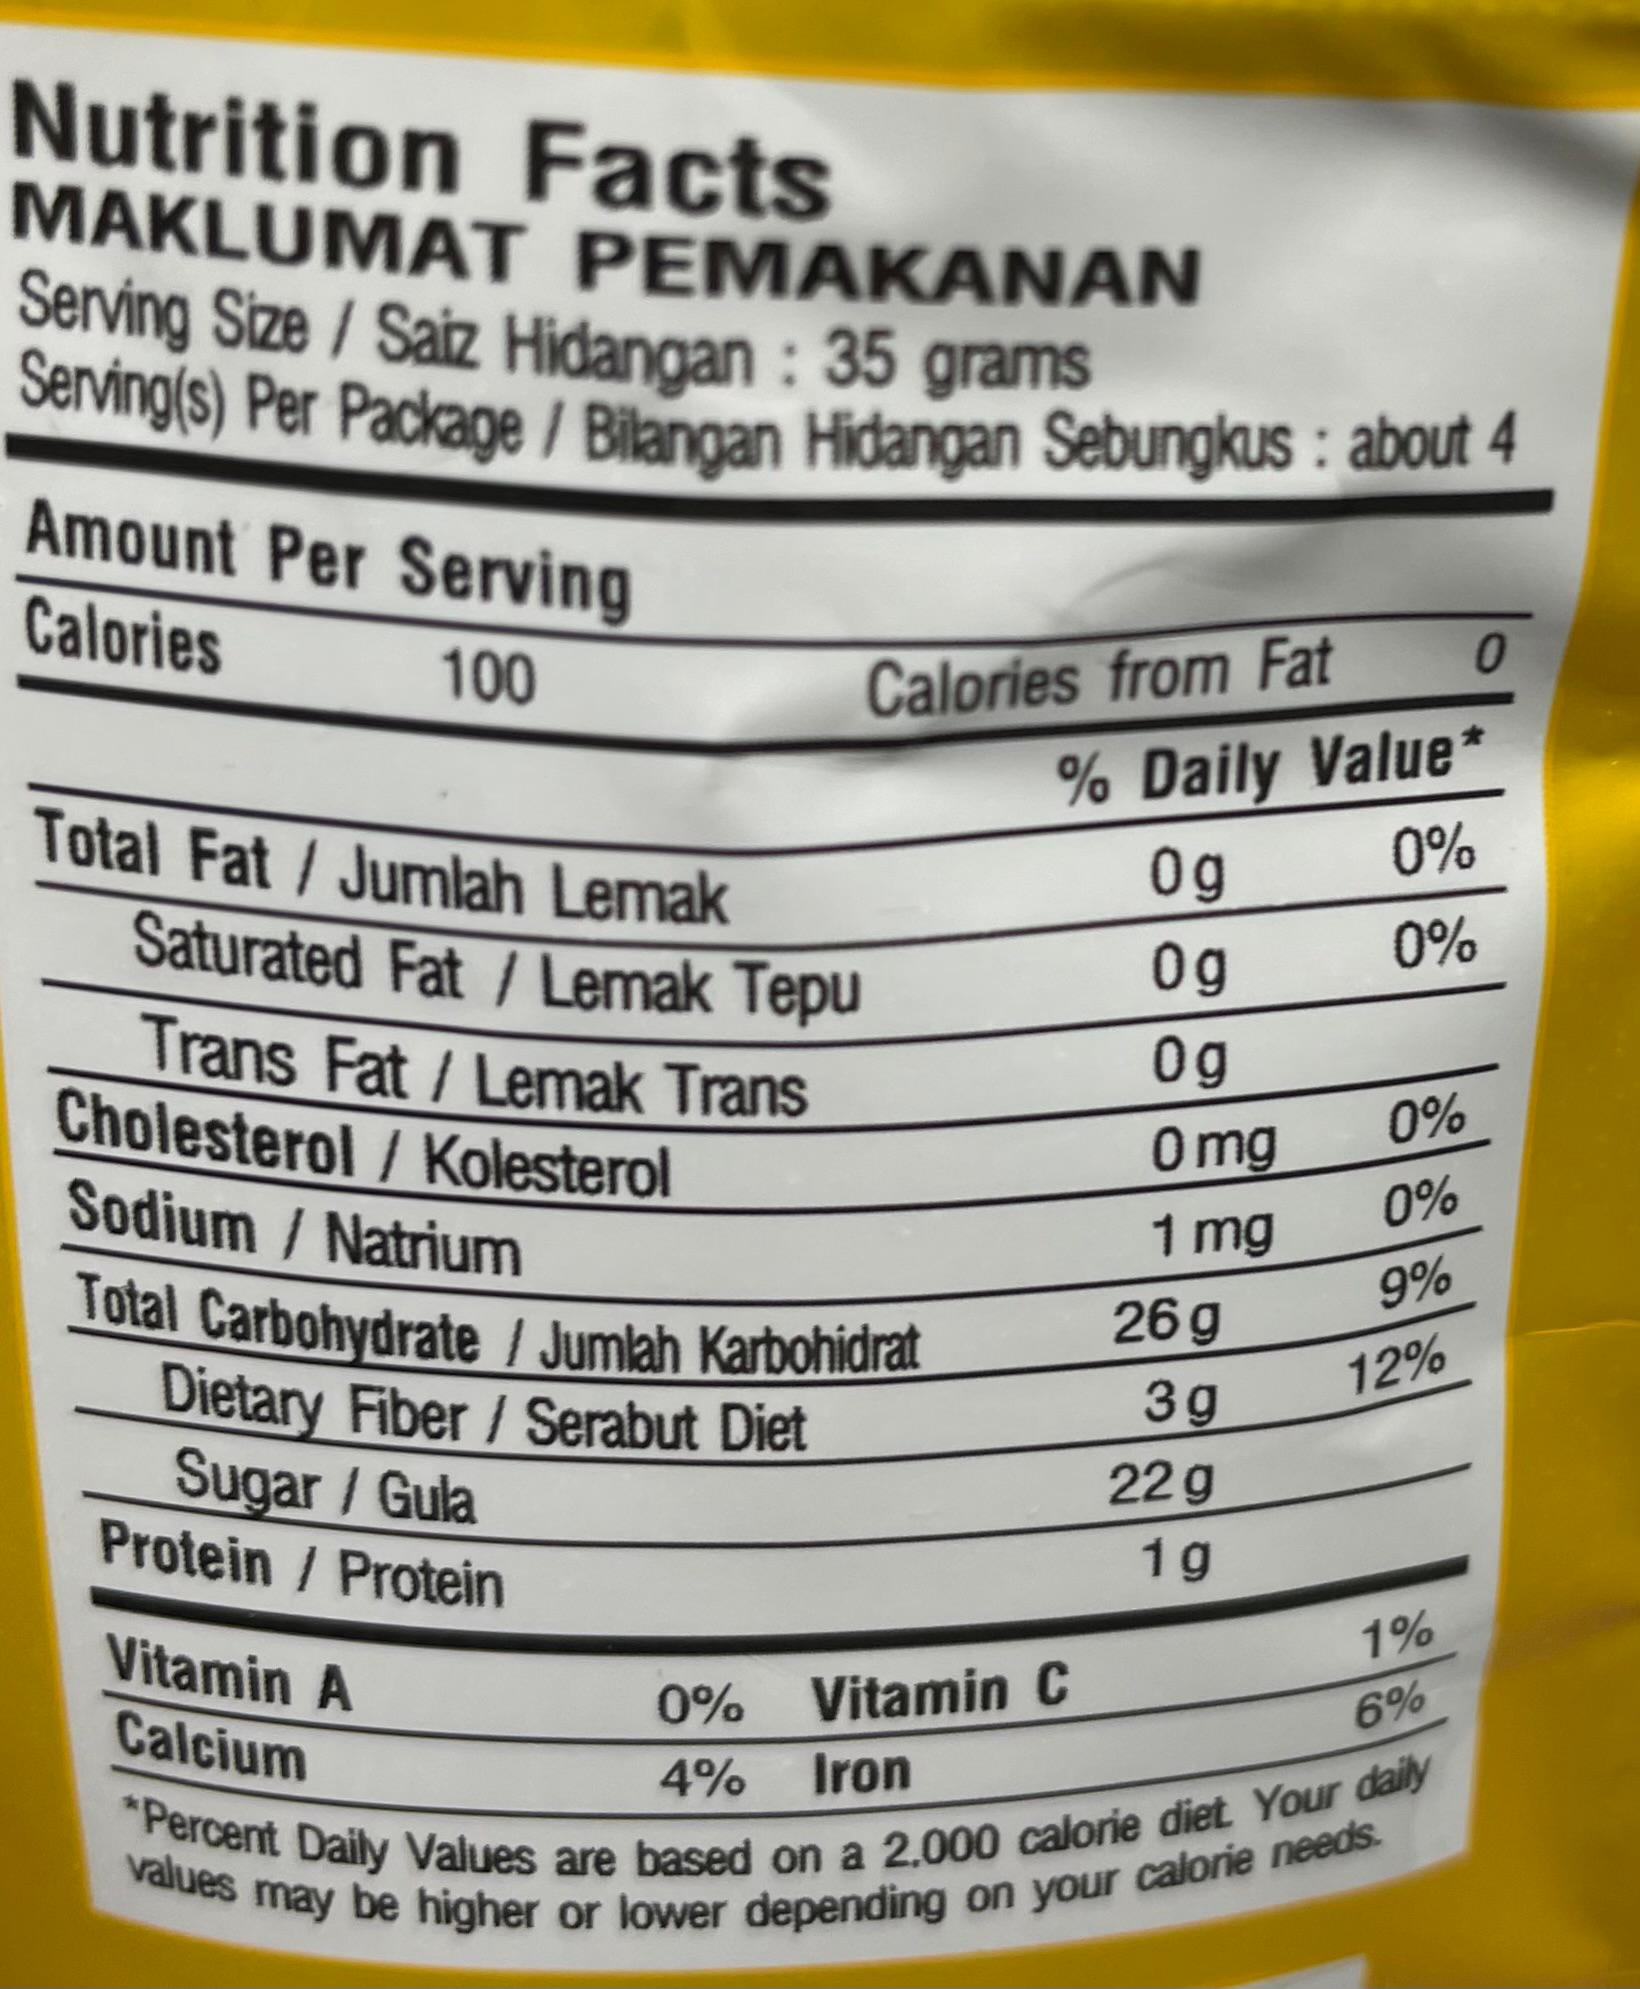 Nutrition Facts
MAKLUMAT PEMAKANAN
Serving Size / Saiz Hidangan : 35 grams
Serving(s) Per Package / Bilangan Hidangan Sebungkus : about 4
Amount Per Serving
Calories 100 Calories from Fat 0
% Daily Value*
Total Fat / Jumlah Lemak 0g 0%
Saturated Fat / Lemak Tepu 0g 0%
Trans Fat / Lemak Trans 0g
Cholesterol / Kolesterol 0mg 0%
Sodium / Natrium 1mg 0%
Total Carbohydrate / Jumlah Karbohidrat 26g 9%
Dietary Fiber / Serabut Diet 3g 12%
Sugar / Gula 22g
Protein / Protein 1g
Vitamin A 0% Vitamin C 1%
Calcium 4% Iron 6%
*Percent Daily Values are based on a 2.000 calorie diet. Your daily
values may be higher or lower depending on your calorie needs.